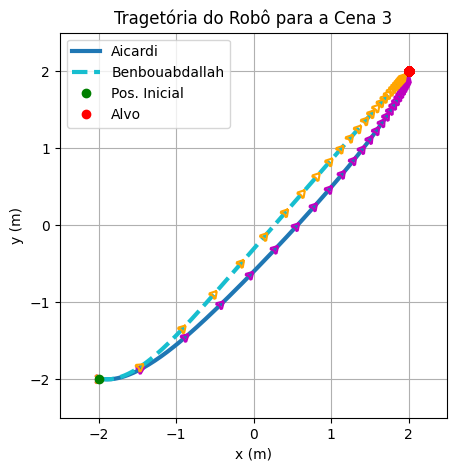 Tragetória do Robô para a Cena 3
Aicardi
Benbouabdallah
Pos. Inicial
Alvo
y (m)
2
1
0
−1
−2
−2
−1
0
1
2
x (m)